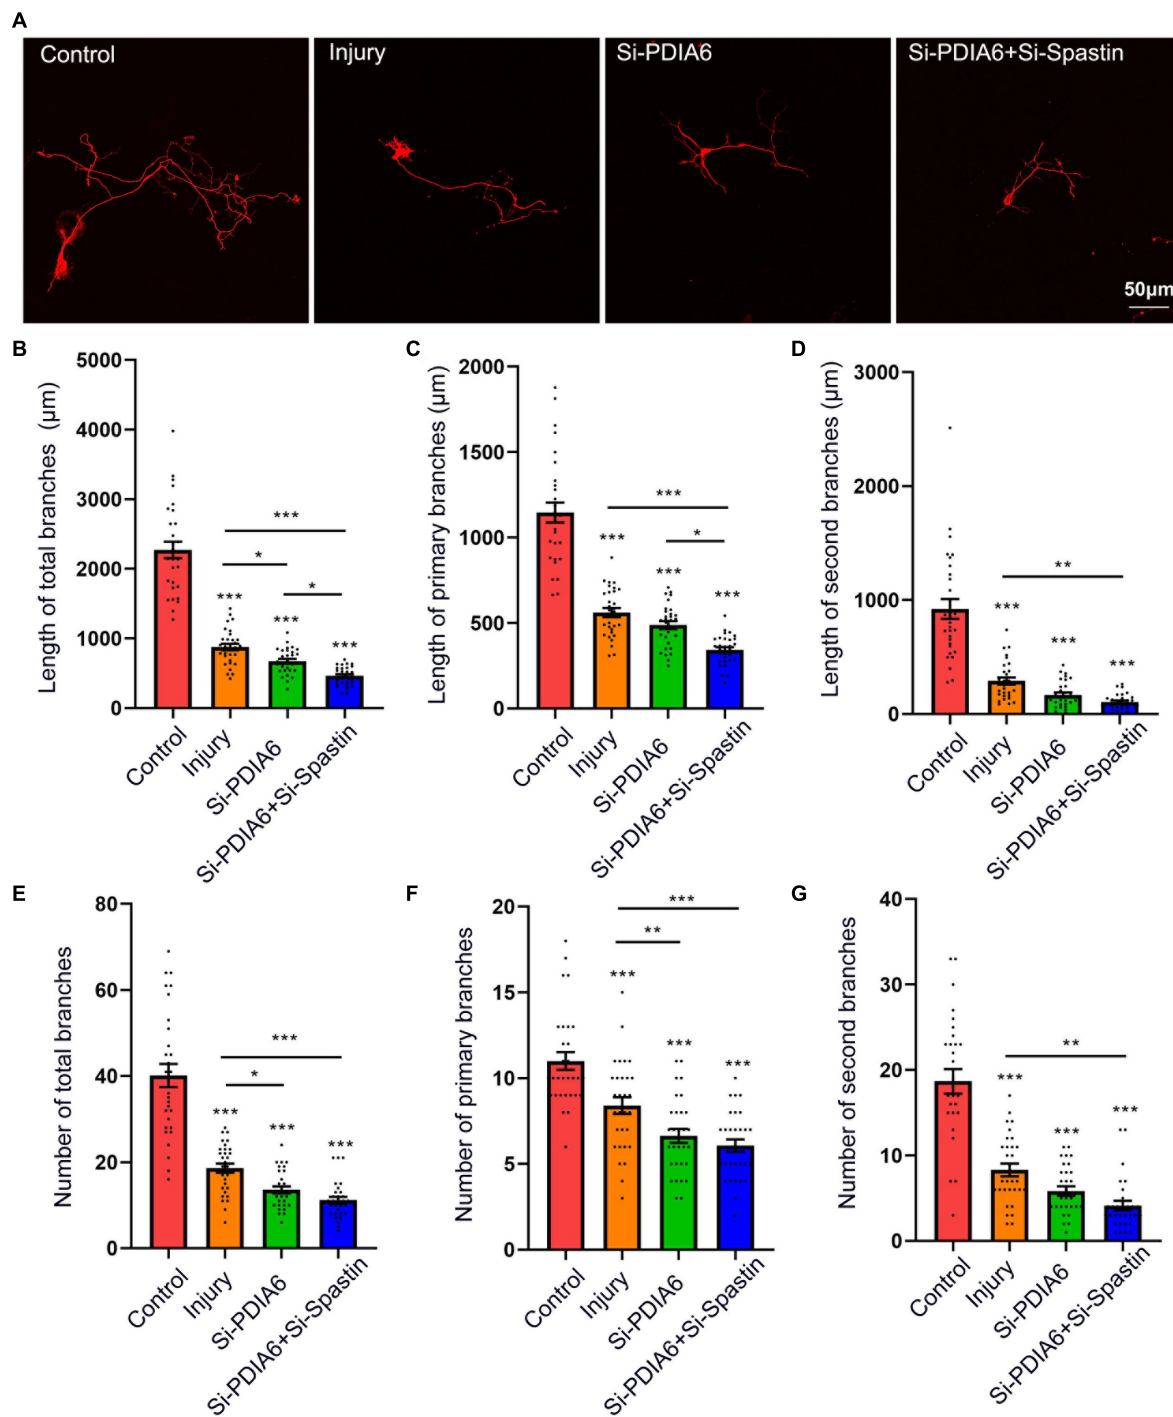 A
Control
Injury
Si-PDIA6
Si-PDIA6+Si-Spastin
50μm
B
Length of total branches (μm)
5000
4000
3000
2000
1000
0
***
*
*
***
***
***
Control
Injury
Si-PDIA6
Si-PDIA6+Si-Spastin
C
Length of primary branches (μm)
2000
1500
1000
500
0
***
*
***
***
***
Control
Injury
Si-PDIA6
Si-PDIA6+Si-Spastin
D
Length of second branches (μm)
3000
2000
1000
0
**
***
***
***
Control
Injury
Si-PDIA6
Si-PDIA6+Si-Spastin
E
Number of total branches
80
60
40
20
0
***
*
***
***
***
Control
Injury
Si-PDIA6
Si-PDIA6+Si-Spastin
F
Number of primary branches
20
15
10
5
0
***
**
***
***
***
Control
Injury
Si-PDIA6
Si-PDIA6+Si-Spastin
G
Number of second branches
40
30
20
10
0
**
***
***
***
Control
Injury
Si-PDIA6
Si-PDIA6+Si-Spastin